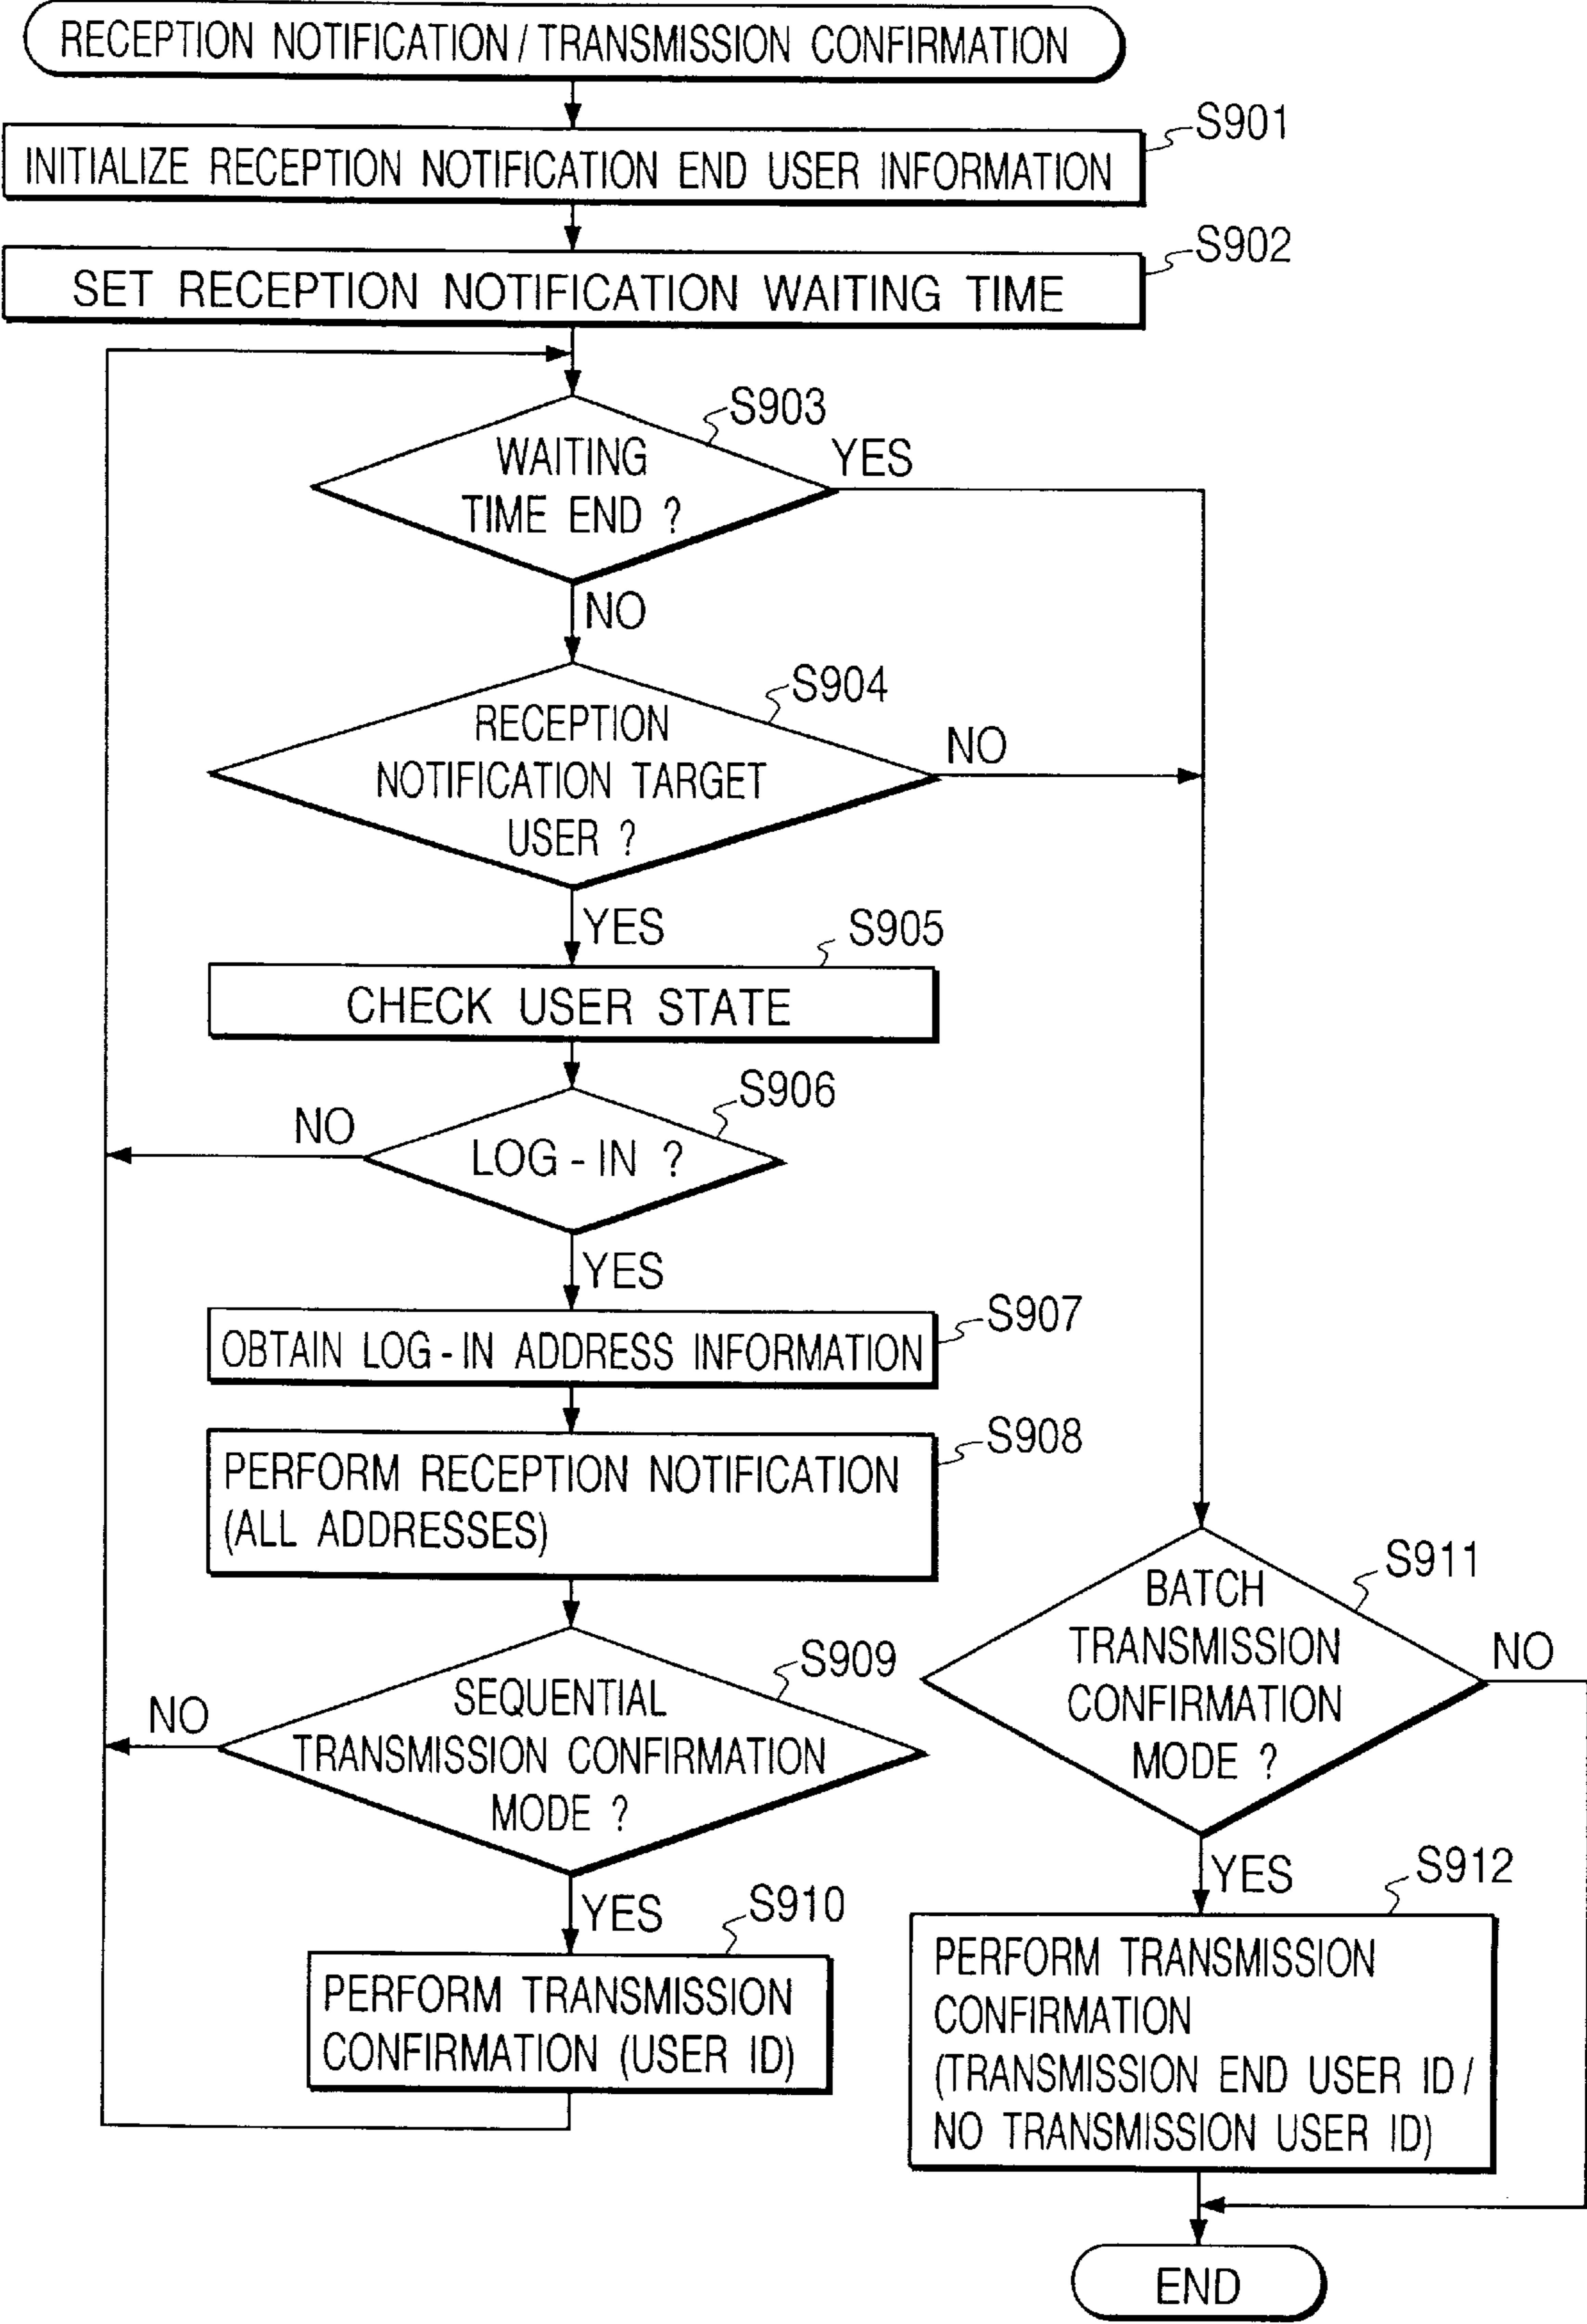 RECEPTION NOTIFICATION / TRANSMISSION CONFIRMATION
S901
INITIALIZE RECEPTION NOTIFICATION END USER INFORMATION
S902
SET RECEPTION NOTIFICATION WAITING TIME
S903
WAITING
TIME END ?
YES
NO
S904
RECEPTION
NOTIFICATION TARGET
USER ?
NO
YES
S905
CHECK USER STATE
S906
LOG - IN ?
NO
YES
S907
OBTAIN LOG - IN ADDRESS INFORMATION
S908
PERFORM RECEPTION NOTIFICATION
(ALL ADDRESSES)
S909
SEQUENTIAL
TRANSMISSION CONFIRMATION
MODE ?
NO
YES
S910
PERFORM TRANSMISSION
CONFIRMATION (USER ID)
S911
BATCH
TRANSMISSION
CONFIRMATION
MODE ?
NO
YES
S912
PERFORM TRANSMISSION
CONFIRMATION
(TRANSMISSION END USER ID /
NO TRANSMISSION USER ID)
END